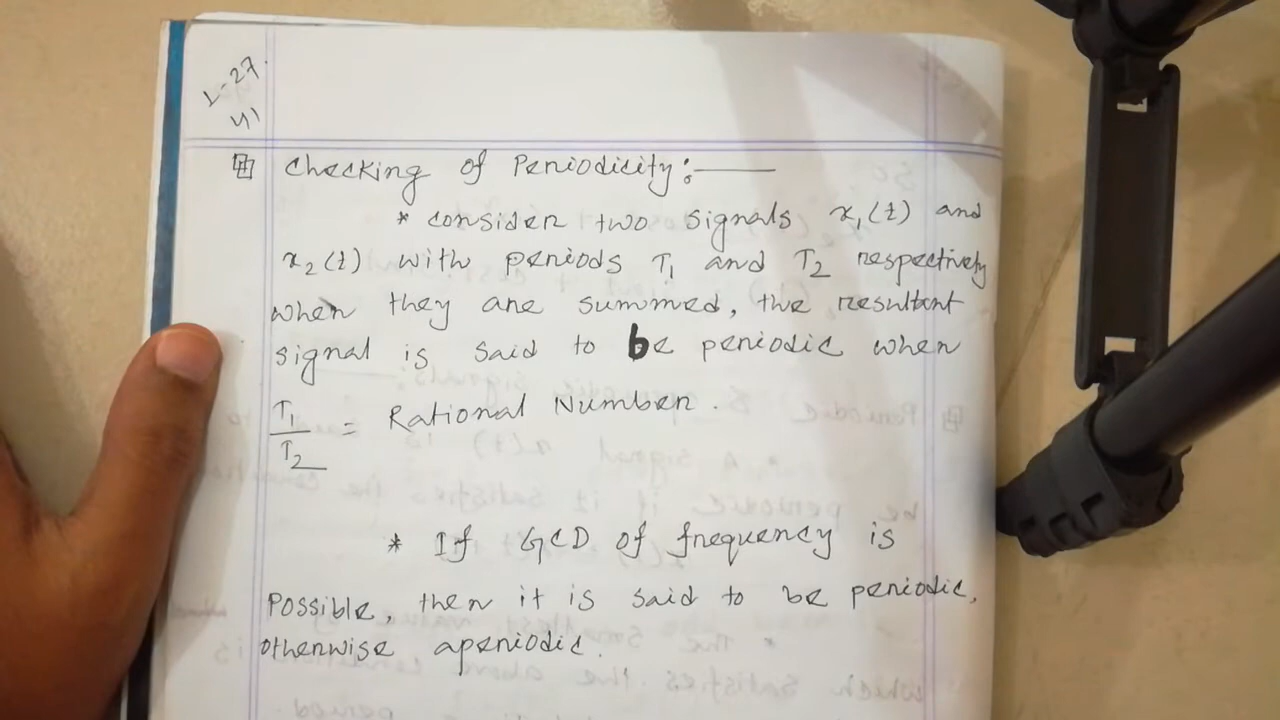 L-27.
41
Checking of Periodicity:——
* consider two signals x₁(t) and
x₂(t) with periods T₁ and T₂ respectively
when they are summed, the resultant
signal is said to be periodic when
T₁/T₂ = Rational Number.
* If GCD of frequency is
Possible, then it is said to be periodic,
otherwise aperiodic.